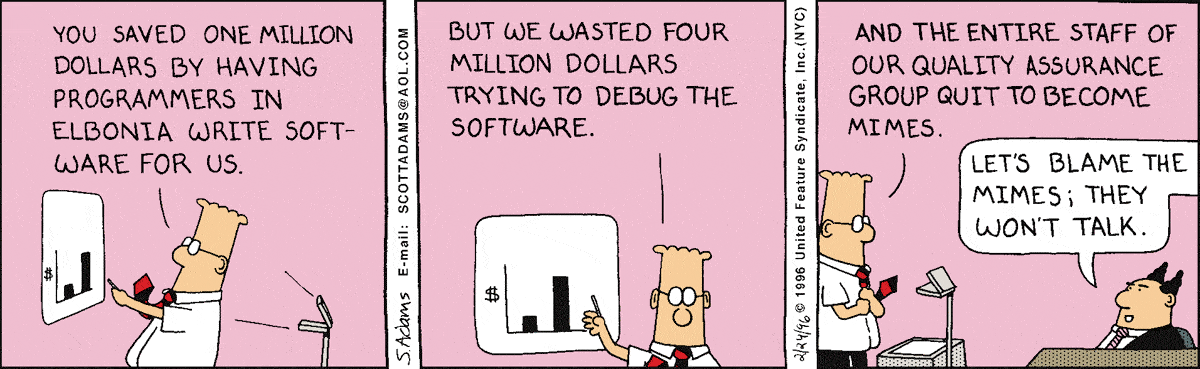 YOU SAVED ONE MILLION
DOLLARS BY HAVING
PROGRAMMERS IN
ELBONIA WRITE SOFT-
WARE FOR US.
$
S.Adams E-mail: SCOTTADAMS@AOL.COM
BUT WE WASTED FOUR
MILLION DOLLARS
TRYING TO DEBUG THE
SOFTWARE.
$
2/24/96 © 1996 United Feature Syndicate, Inc.(NYC)
AND THE ENTIRE STAFF OF
OUR QUALITY ASSURANCE
GROUP QUIT TO BECOME
MIMES.
LET'S BLAME THE
MIMES; THEY
WON'T TALK.